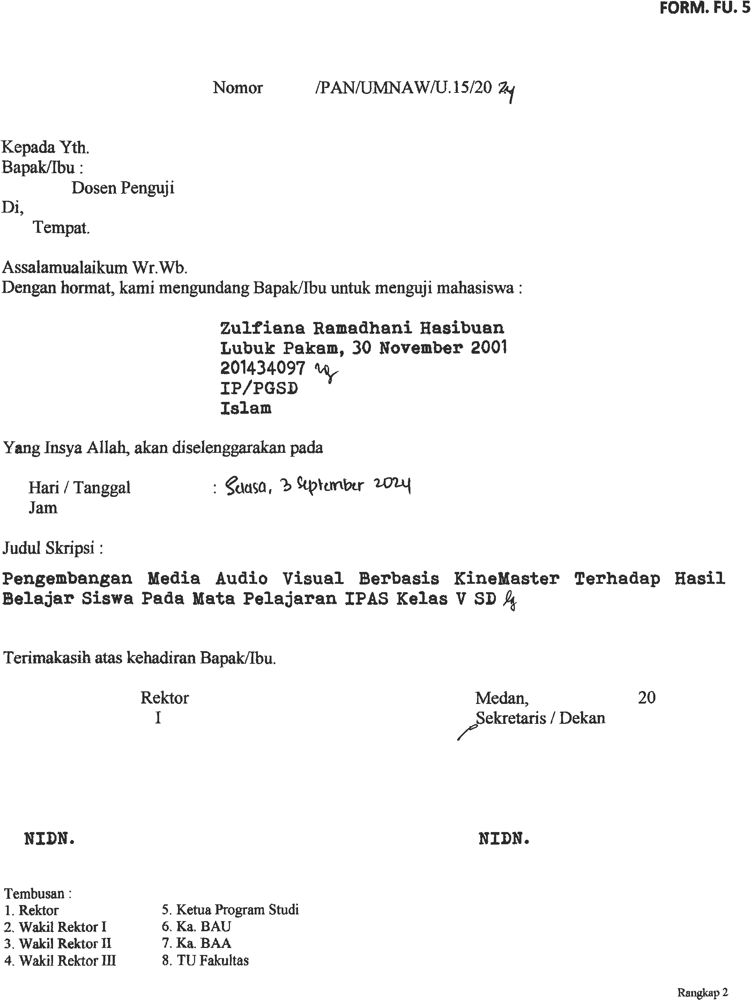 FORM. FU. 5
Nomor /PAN/UMNAW/U.15/20 24
Kepada Yth.
Bapak/Ibu :
Dosen Penguji
Di,
Tempat.
Assalamualaikum Wr.Wb.
Dengan hormat, kami mengundang Bapak/Ibu untuk menguji mahasiswa :
Zulfiana Ramadhani Hasibuan
Lubuk Pakam, 30 November 2001
201434097
IP/PGSD
Islam
Yang Insya Allah, akan diselenggarakan pada
Hari / Tanggal : Selasa, 3 September 2024
Jam
Judul Skripsi :
Pengembangan Media Audio Visual Berbasis KineMaster Terhadap Hasil
Belajar Siswa Pada Mata Pelajaran IPAS Kelas V SD
Terimakasih atas kehadiran Bapak/Ibu.
Rektor Medan, 20
I Sekretaris / Dekan
NIDN. NIDN.
Tembusan :
1. Rektor 5. Ketua Program Studi
2. Wakil Rektor I 6. Ka. BAU
3. Wakil Rektor II 7. Ka. BAA
4. Wakil Rektor III 8. TU Fakultas
Rangkap 2